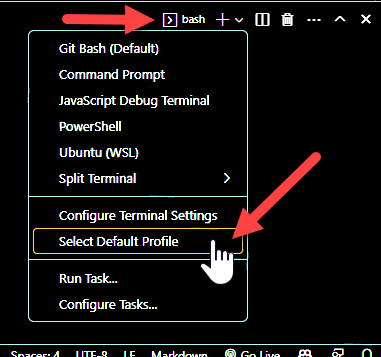 bash
Git Bash (Default)
Command Prompt
JavaScript Debug Terminal
PowerShell
Ubuntu (WSL)
Split Terminal
Configure Terminal Settings
Select Default Profile
Run Task...
Configure Tasks...
Spaces: 4 UTF-8 LF Markdown Go Live